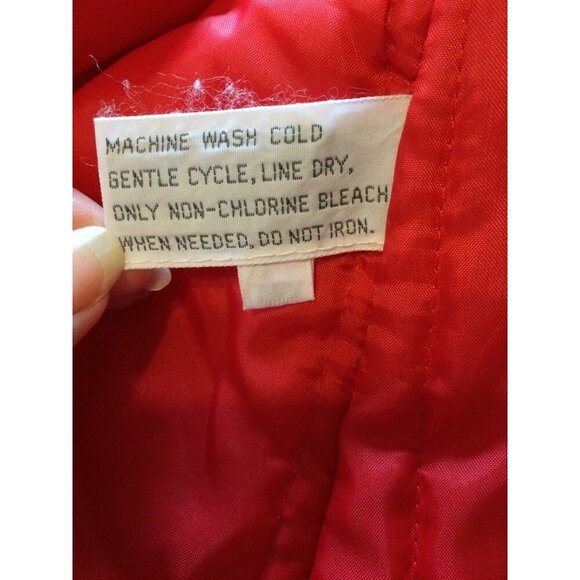 MACHINE WASH COLD
GENTLE CYCLE, LINE DRY,
ONLY NON-CHLORINE BLEACH
WHEN NEEDED. DO NOT IRON.